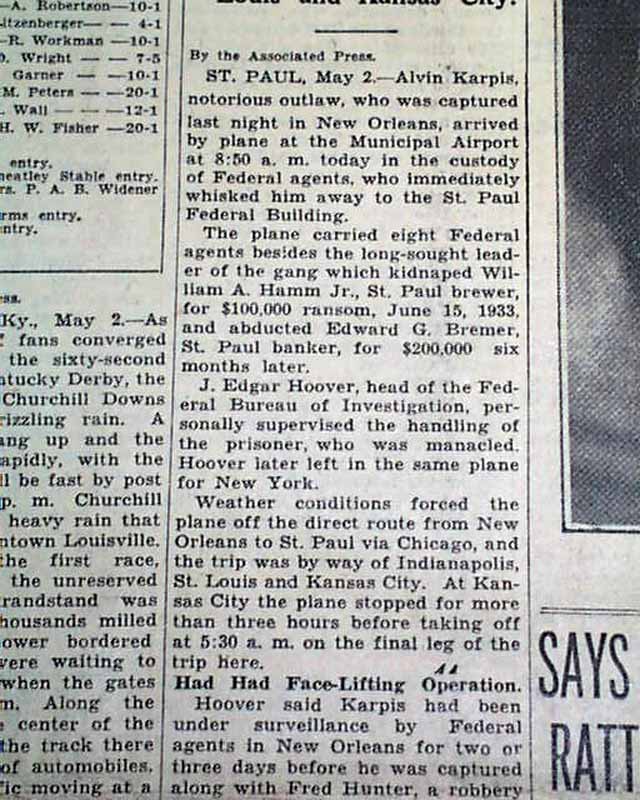 A. Robertson—10-1
itzenberger— 4-1
R. Workman —10-1
Wright — — 7-5
Garner — —10-1
M. Peters — —20-1
Wall — — —12-1
H. W. Fisher —20-1
entry.
heatley Stable entry.
rs. P. A. B. Widener
rms entry.
ntry.
ss.
Ky., May 2.—As
fans converged
the sixty-second
ntucky Derby, the
Churchill Downs
rizzling rain. A
ang up and the
apidly, with the
ll be fast by post
p. m. Churchill
heavy rain that
ntown Louisville.
the first race,
the unreserved
randstand was
housands milled
ower bordered
were waiting to
when the gates
m. Along the
center of the
the track there
of automobiles.
ic moving at a
Louis and Kansas City.
By the Associated Press.
ST. PAUL, May 2.—Alvin Karpis,
notorious outlaw, who was captured
last night in New Orleans, arrived
by plane at the Municipal Airport
at 8:50 a. m. today in the custody
of Federal agents, who immediately
whisked him away to the St. Paul
Federal Building.
The plane carried eight Federal
agents besides the long-sought lead-
er of the gang which kidnaped Wil-
liam A. Hamm Jr., St. Paul brewer,
for $100,000 ransom, June 15, 1933,
and abducted Edward G. Bremer,
St. Paul banker, for $200,000 six
months later.
J. Edgar Hoover, head of the Fed-
eral Bureau of Investigation, per-
sonally supervised the handling of
the prisoner, who was manacled.
Hoover later left in the same plane
for New York.
Weather conditions forced the
plane off the direct route from New
Orleans to St. Paul via Chicago, and
the trip was by way of Indianapolis,
St. Louis and Kansas City. At Kan-
sas City the plane stopped for more
than three hours before taking off
at 5:30 a. m. on the final leg of the
trip here.
Had Had Face-Lifting Operation.
Hoover said Karpis had been
under surveillance by Federal
agents in New Orleans for two or
three days before he was captured
along with Fred Hunter, a robbery
SAYS
RATT